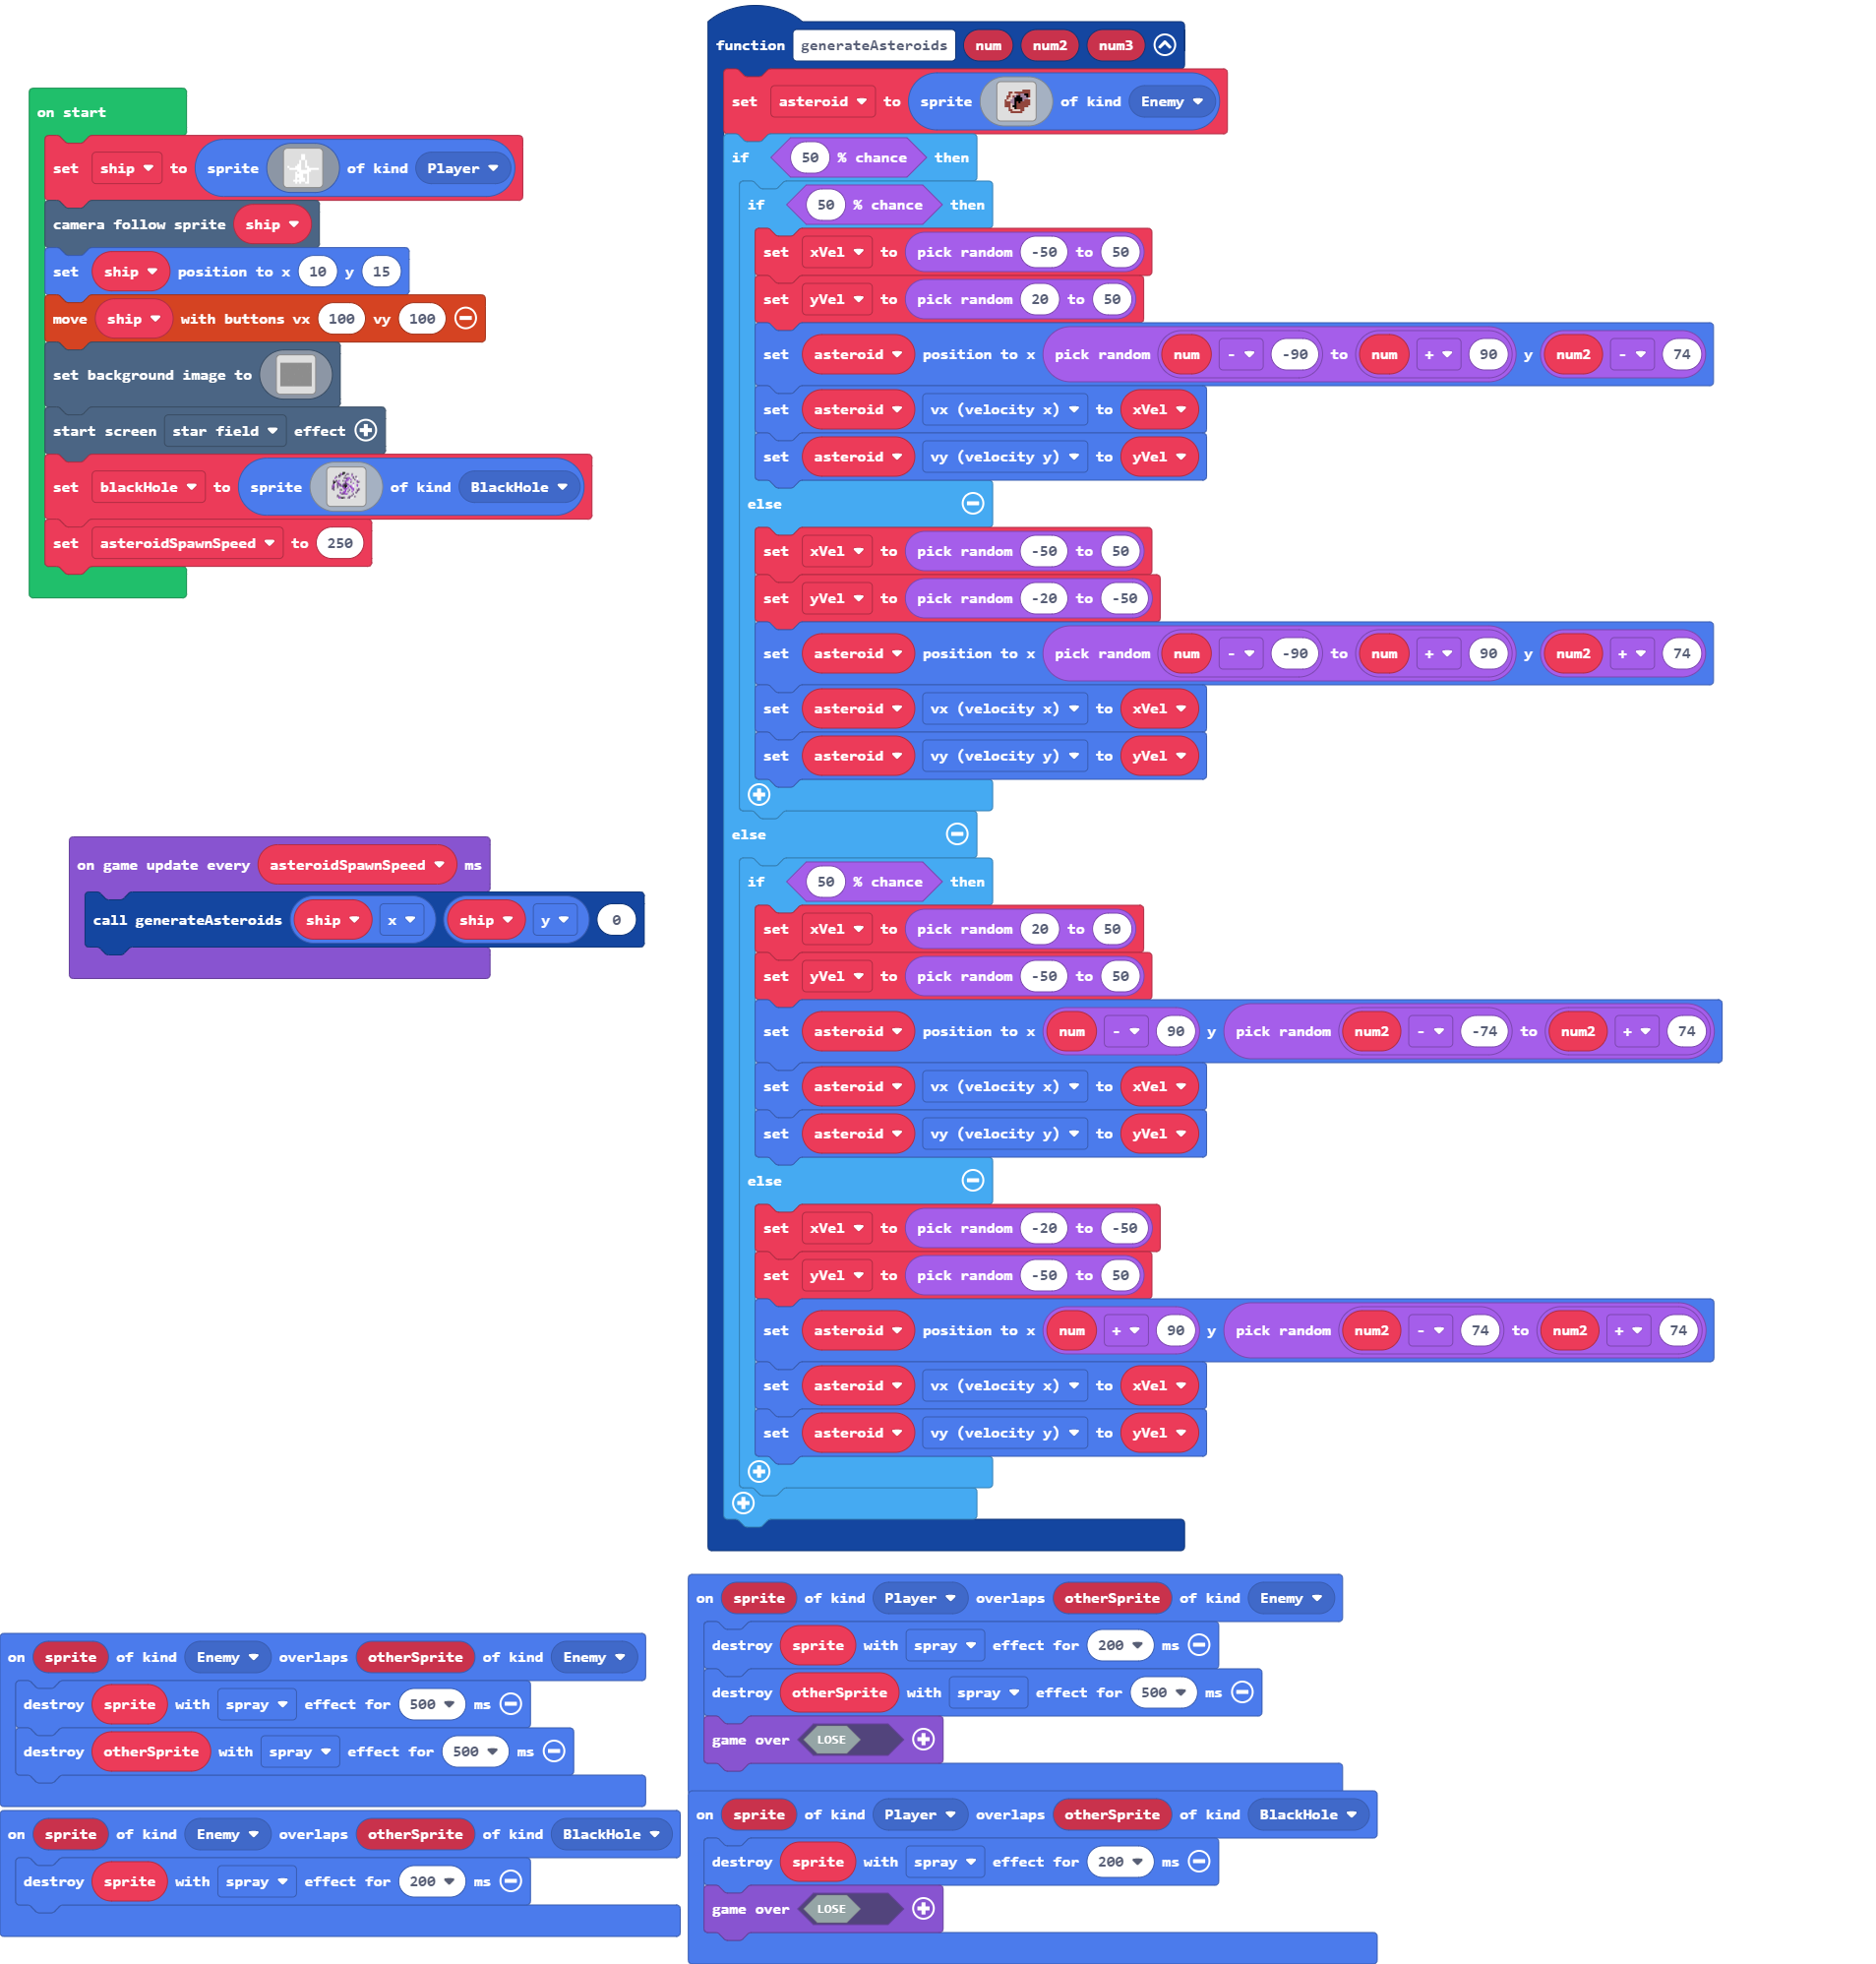 on start
set ship to sprite of kind Player
camera follow sprite ship
set ship position to x 10 y 15
move ship with buttons vx 100 vy 100
set background image to
start screen star field effect
set blackHole to sprite of kind BlackHole
set asteroidSpawnSpeed to 250
on game update every asteroidSpawnSpeed ms
call generateAsteroids ship x ship y 0
function generateAsteroids num num2 num3
set asteroid to sprite of kind Enemy
if 50 % chance then
if 50 % chance then
set xVel to pick random -50 to 50
set yVel to pick random 20 to 50
set asteroid position to x pick random num - -90 to num + 90 y num2 - 74
set asteroid vx (velocity x) to xVel
set asteroid vy (velocity y) to yVel
else
set xVel to pick random -50 to 50
set yVel to pick random -20 to -50
set asteroid position to x pick random num - -90 to num + 90 y num2 + 74
set asteroid vx (velocity x) to xVel
set asteroid vy (velocity y) to yVel
else
if 50 % chance then
set xVel to pick random 20 to 50
set yVel to pick random -50 to 50
set asteroid position to x num - 90 y pick random num2 - -74 to num2 + 74
set asteroid vx (velocity x) to xVel
set asteroid vy (velocity y) to yVel
else
set xVel to pick random -20 to -50
set yVel to pick random -50 to 50
set asteroid position to x num + 90 y pick random num2 - 74 to num2 + 74
set asteroid vx (velocity x) to xVel
set asteroid vy (velocity y) to yVel
on sprite of kind Enemy overlaps otherSprite of kind Enemy
destroy sprite with spray effect for 500 ms
destroy otherSprite with spray effect for 500 ms
on sprite of kind Enemy overlaps otherSprite of kind BlackHole
destroy sprite with spray effect for 200 ms
on sprite of kind Player overlaps otherSprite of kind Enemy
destroy sprite with spray effect for 200 ms
destroy otherSprite with spray effect for 500 ms
game over LOSE
on sprite of kind Player overlaps otherSprite of kind BlackHole
destroy sprite with spray effect for 200 ms
game over LOSE